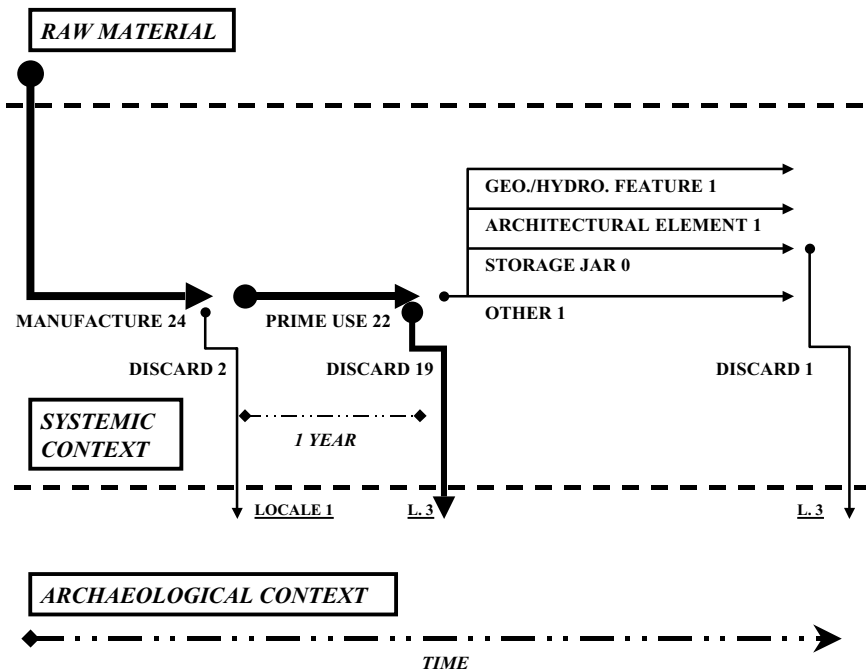 RAW MATERIAL
GEO./HYDRO. FEATURE 1
ARCHITECTURAL ELEMENT 1
STORAGE JAR 0
MANUFACTURE 24
PRIME USE 22
OTHER 1
DISCARD 2
DISCARD 19
DISCARD 1
SYSTEMIC
CONTEXT
1 YEAR
LOCALE 1
L. 3
L. 3
ARCHAEOLOGICAL CONTEXT
TIME